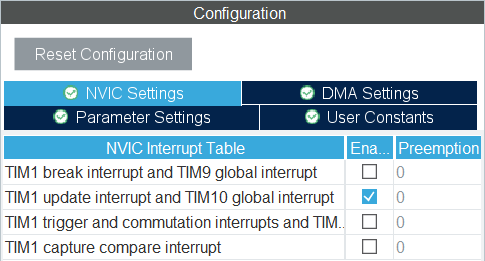 Configuration
Reset Configuration
NVIC Settings DMA Settings
Parameter Settings User Constants
NVIC Interrupt Table Ena... Preemption
TIM1 break interrupt and TIM9 global interrupt 0
TIM1 update interrupt and TIM10 global interrupt 0
TIM1 trigger and commutation interrupts and TIM... 0
TIM1 capture compare interrupt 0